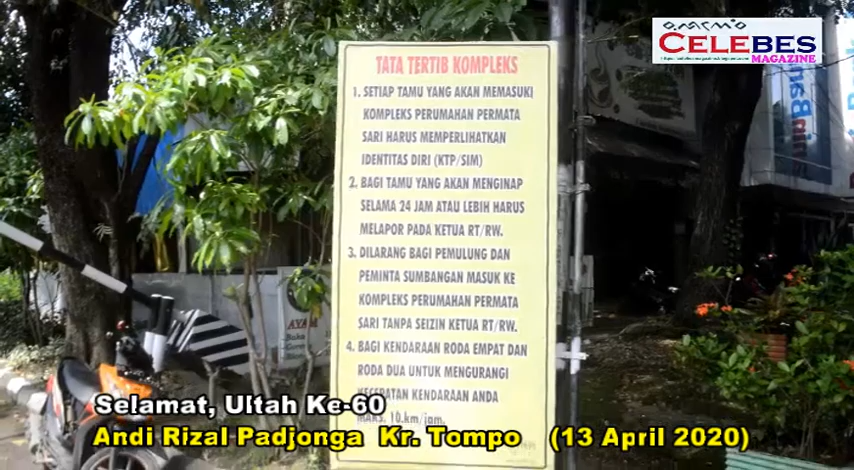 CELEBES
MAGAZINE
TATA TERTIB KOMPLEKS
1. SETIAP TAMU YANG AKAN MEMASUKI
KOMPLEKS PERUMAHAN PERMATA
SARI HARUS MEMPERLIHATKAN
IDENTITAS DIRI (KTP/SIM)
2. BAGI TAMU YANG AKAN MENGINAP
SELAMA 24 JAM ATAU LEBIH HARUS
MELAPOR PADA KETUA RT/RW.
3. DILARANG BAGI PEMULUNG DAN
PEMINTA SUMBANGAN MASUK KE
KOMPLEKS PERUMAHAN PERMATA
SARI TANPA SEIZIN KETUA RT/RW.
4. BAGI KENDARAAN RODA EMPAT DAN
RODA DUA UNTUK MENGURANGI
KECEPATAN KENDARAAN ANDA
MAKS. 10.km/jam.
AYAM
Selamat, Ultah Ke-60
Andi Rizal Padjonga Kr. Tompo (13 April 2020)